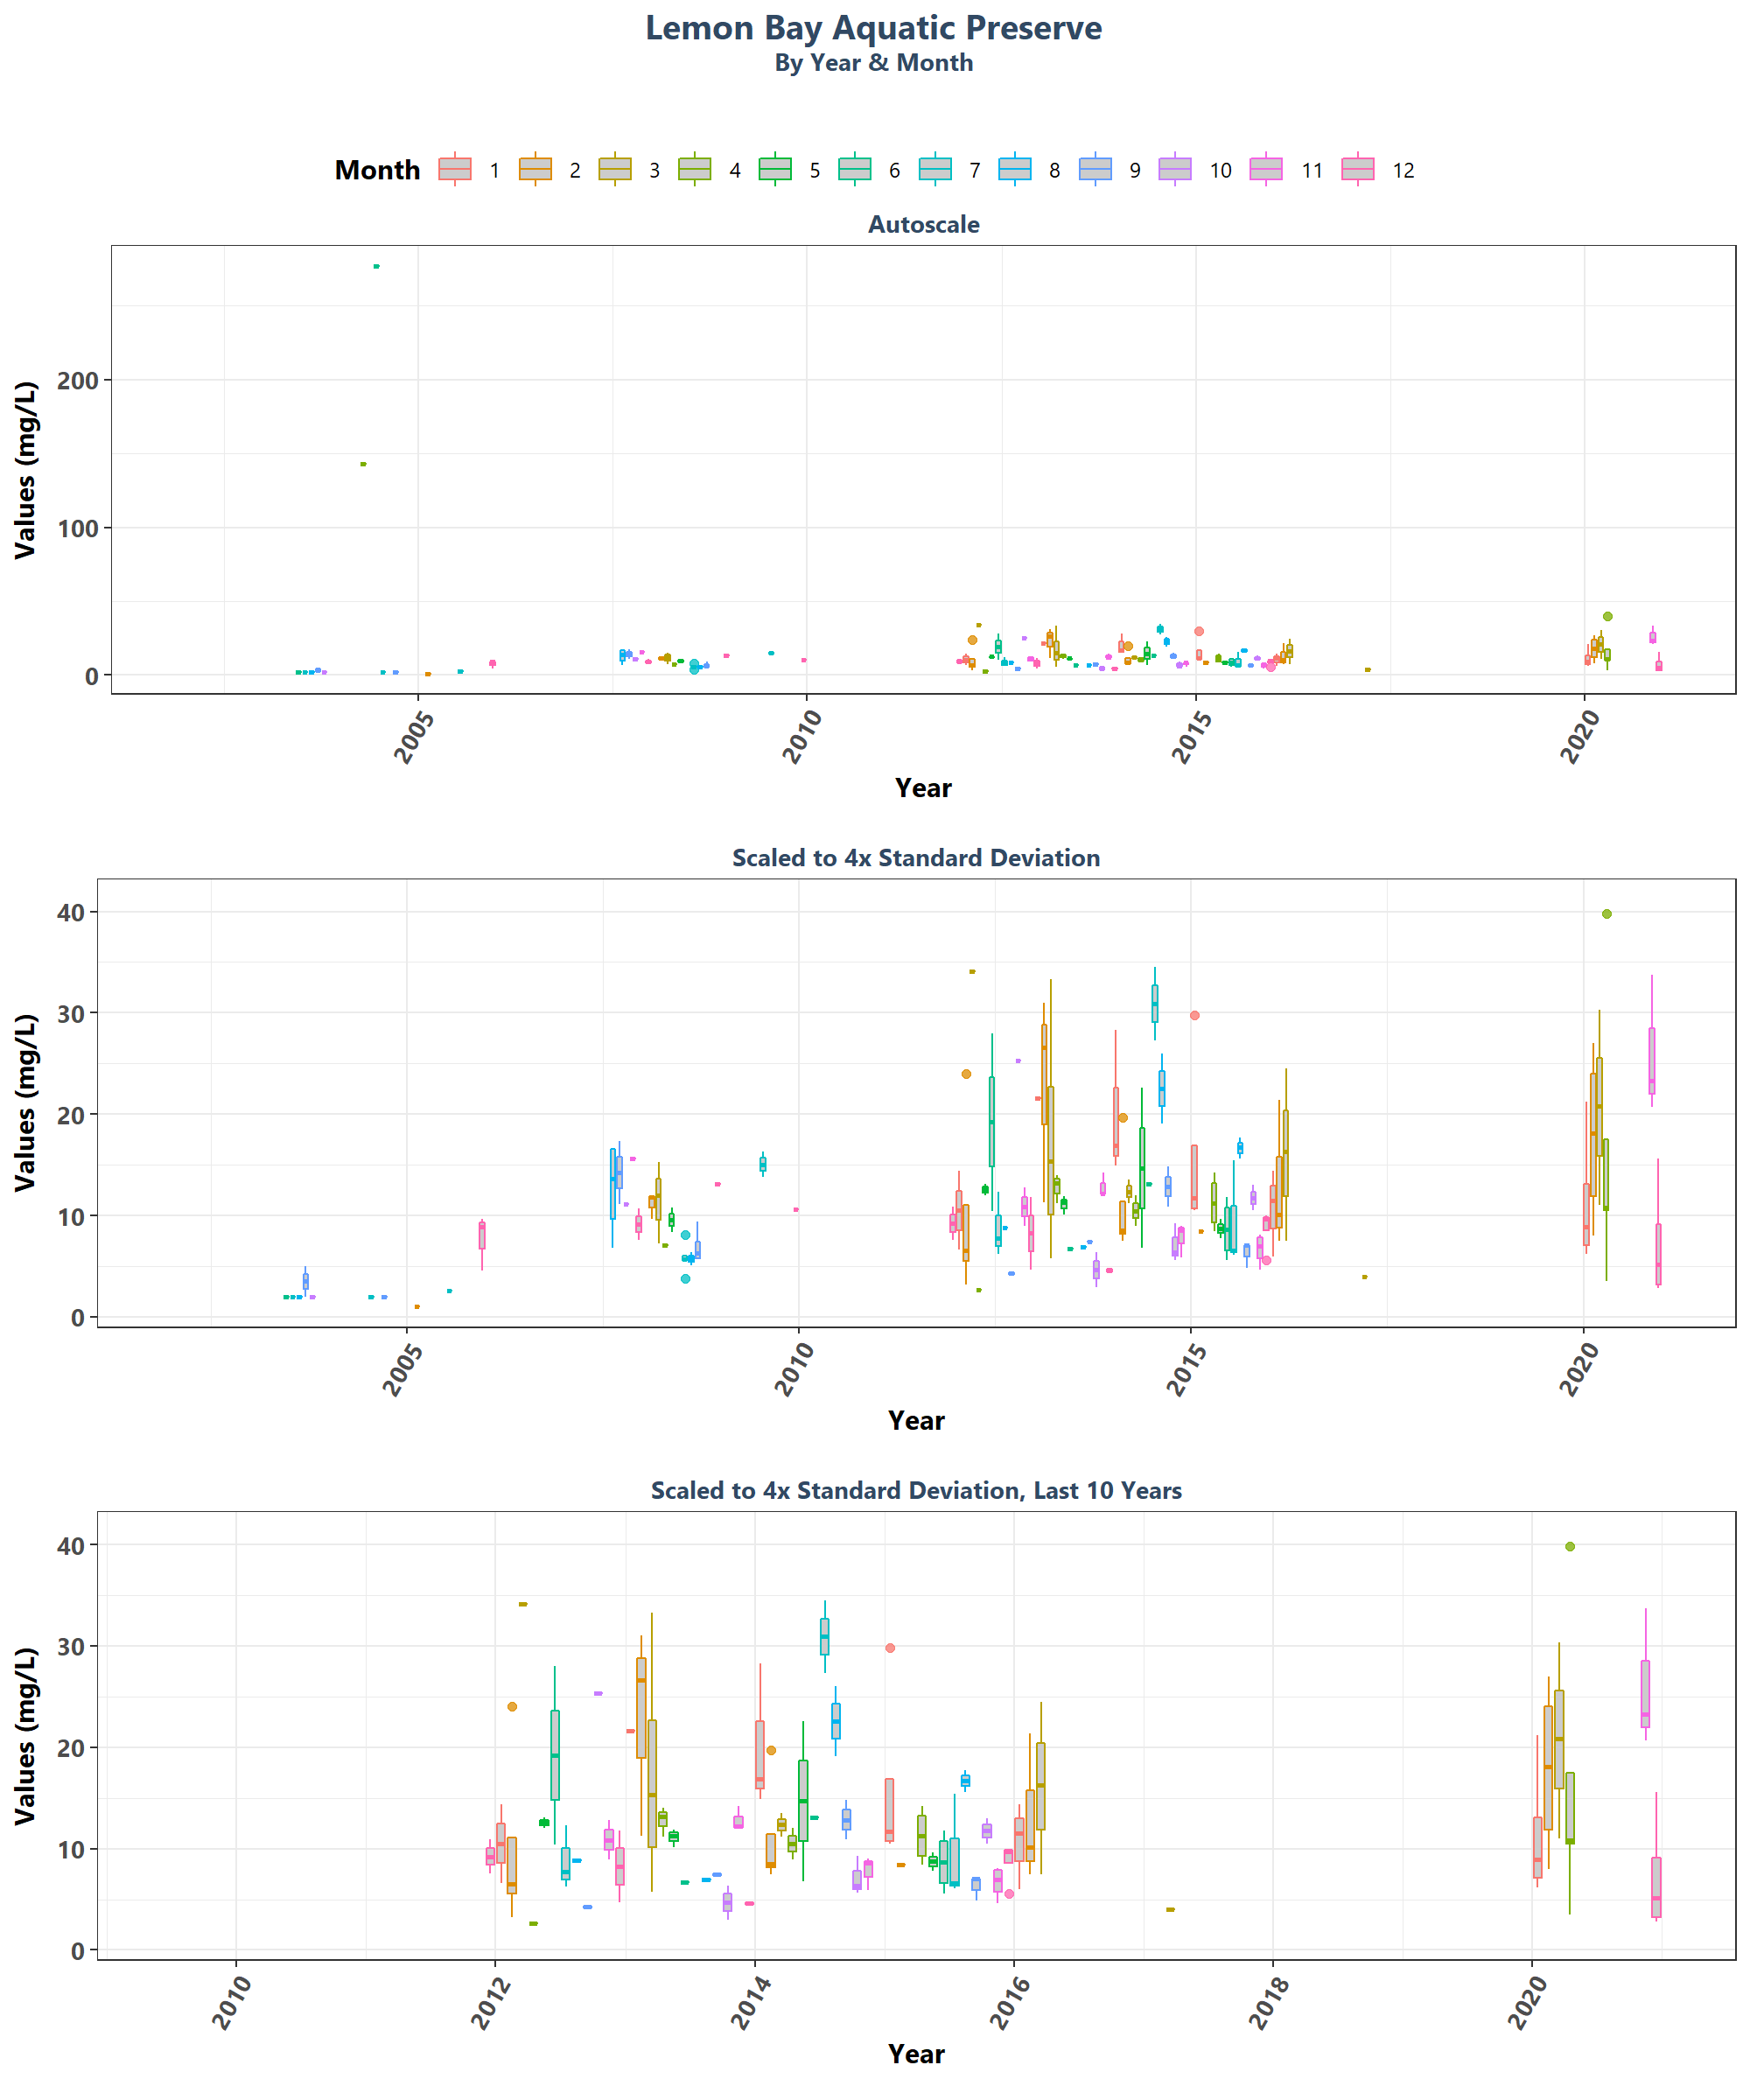 Lemon Bay Aquatic Preserve
By Year & Month
Month 1 2 3 4 5 6 7 8 9 10 11 12
Autoscale
Values (mg/L)
200
100
0
2005 2010 2015 2020
Year
Scaled to 4x Standard Deviation
Values (mg/L)
40
30
20
10
0
2005 2010 2015 2020
Year
Scaled to 4x Standard Deviation, Last 10 Years
Values (mg/L)
40
30
20
10
0
2010 2012 2014 2016 2018 2020
Year